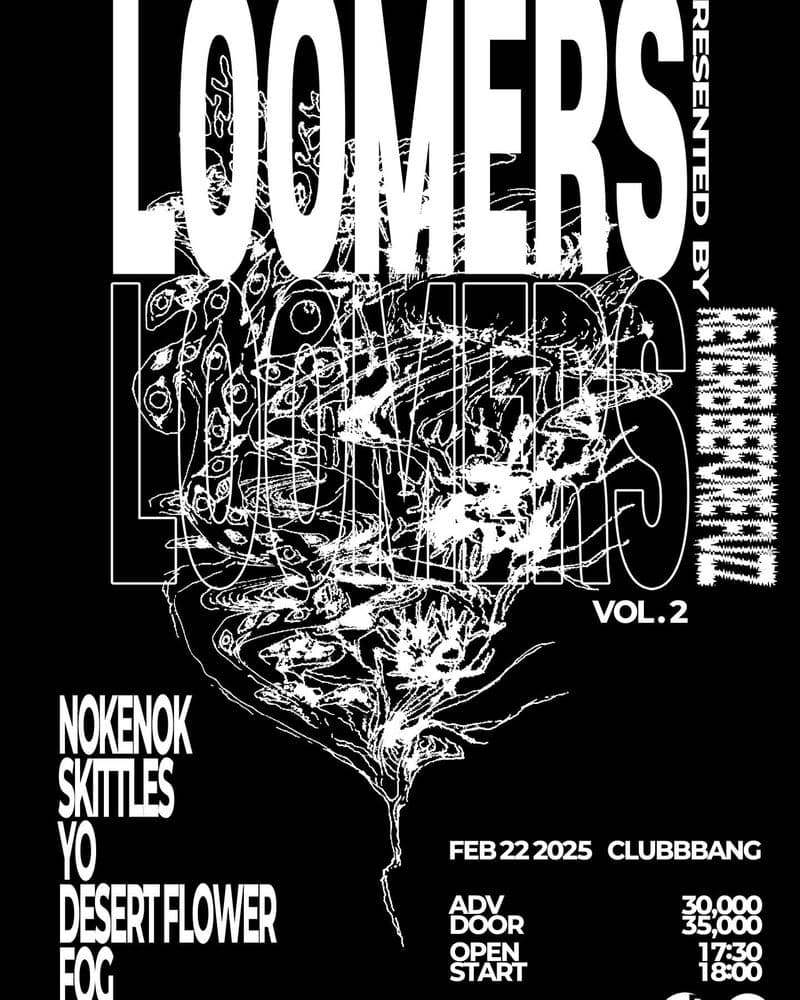 LOOMERS
LOOMERS
RESENTED BY
VOL. 2
NOKENOK
SKITTLES
YO
DESERT FLOWER
FOG
FEB 22 2025 CLUBBBANG
ADV 30,000
DOOR 35,000
OPEN 17:30
START 18:00